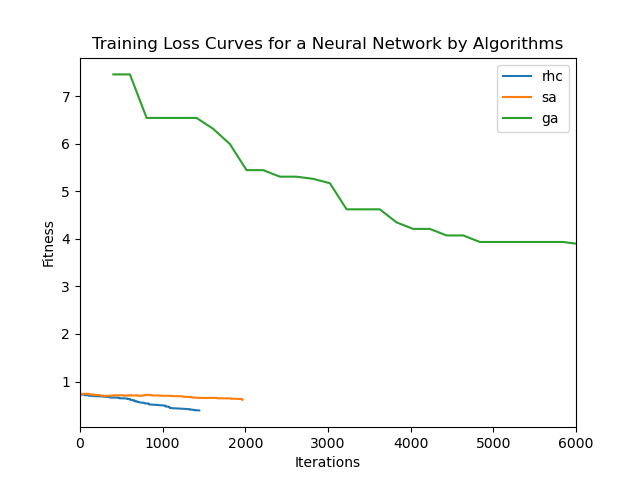 Training Loss Curves for a Neural Network by Algorithms
rhc
sa
ga
7
6
5
4
3
2
1
Fitness
0
1000
2000
3000
4000
5000
6000
Iterations